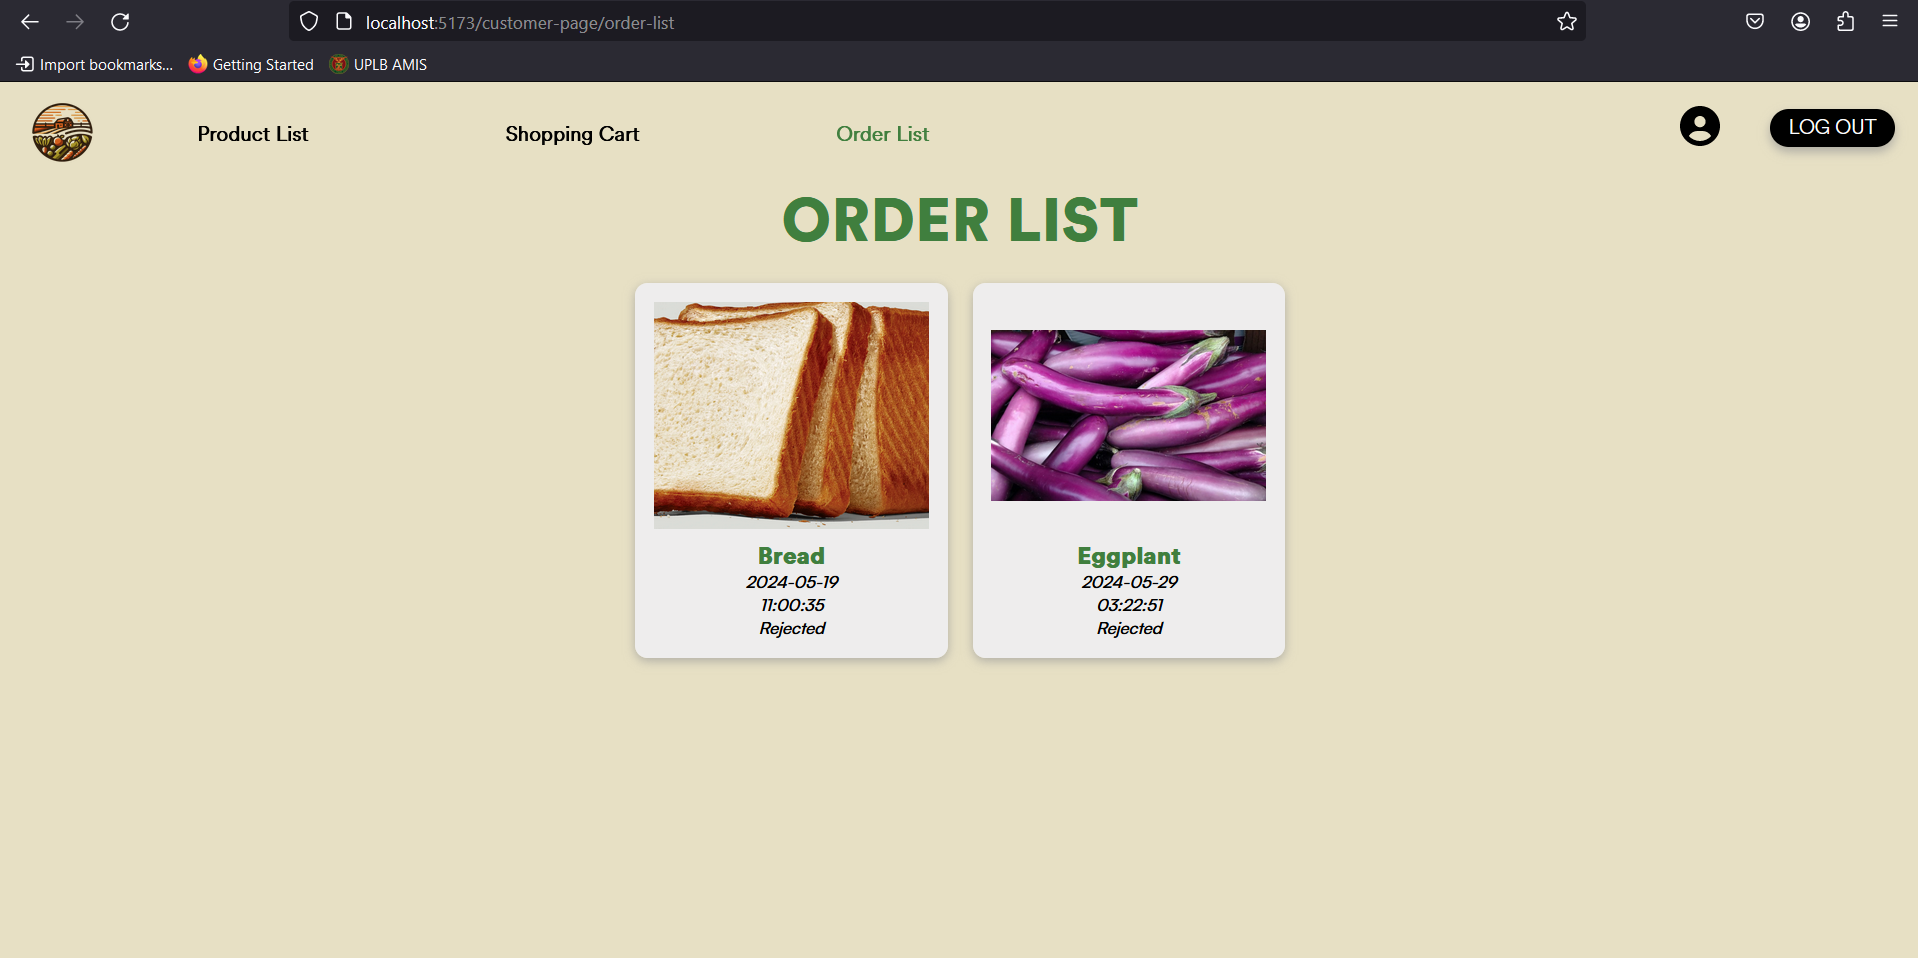 localhost:5173/customer-page/order-list
Import bookmarks... Getting Started UPLB AMIS
Product List Shopping Cart Order List LOG OUT
ORDER LIST
Bread
2024-05-19
11:00:35
Rejected
Eggplant
2024-05-29
03:22:51
Rejected